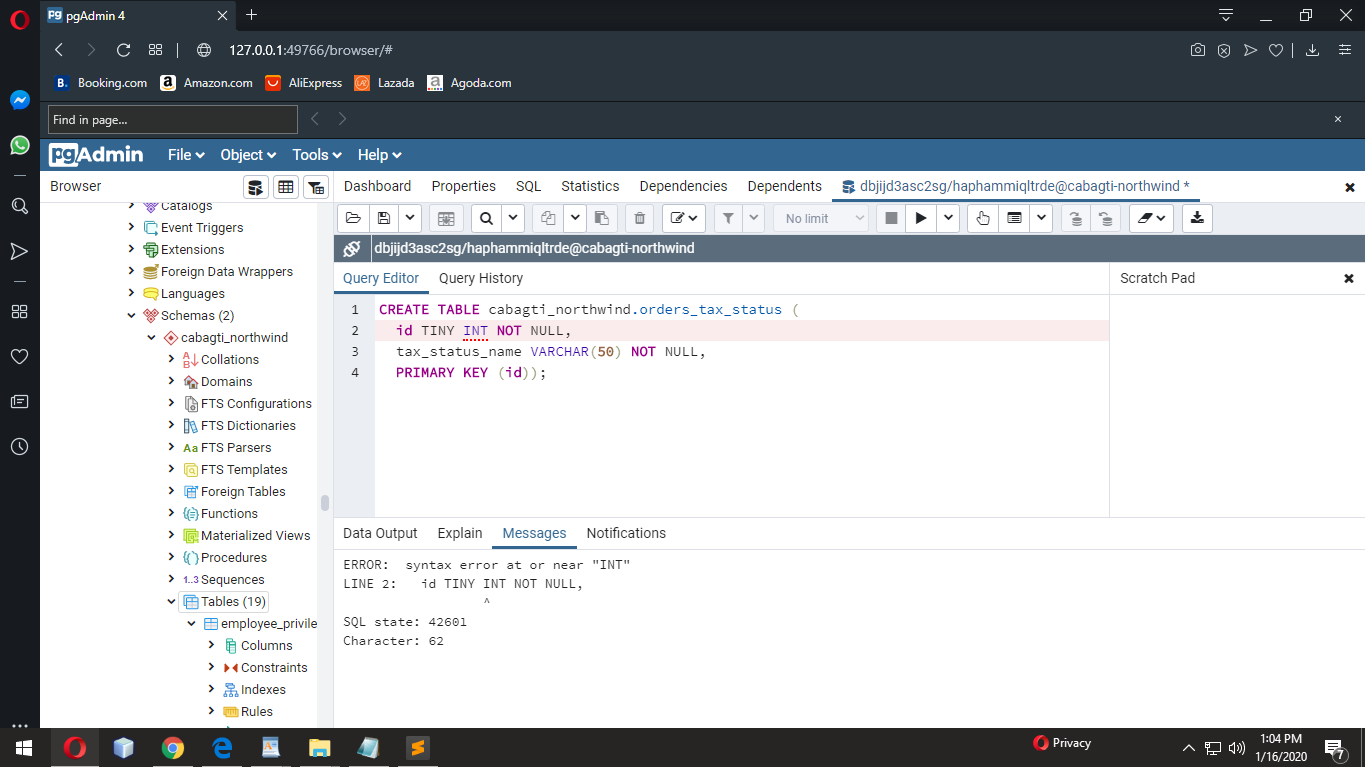 pgAdmin 4
127.0.0.1:49766/browser/#
B. Booking.com
a Amazon.com
AliExpress
Lazada
a Agoda.com
Find in page...
pgAdmin File Object Tools Help
Browser
Dashboard Properties SQL Statistics Dependencies Dependents dbjijd3asc2sg/haphammiqltrde@cabagti-northwind *
No limit
dbjijd3asc2sg/haphammiqltrde@cabagti-northwind
Catalogs
Event Triggers
Extensions
Foreign Data Wrappers
Languages
Schemas (2)
cabagti_northwind
Collations
Domains
FTS Configurations
FTS Dictionaries
Aa FTS Parsers
FTS Templates
Foreign Tables
Functions
Materialized Views
Procedures
1..3 Sequences
Tables (19)
employee_privile
Columns
Constraints
Indexes
Rules
Query Editor Query History
Scratch Pad
1 CREATE TABLE cabagti_northwind.orders_tax_status (
2 id TINY INT NOT NULL,
3 tax_status_name VARCHAR(50) NOT NULL,
4 PRIMARY KEY (id));
Data Output Explain Messages Notifications
ERROR: syntax error at or near "INT"
LINE 2: id TINY INT NOT NULL,
^
SQL state: 42601
Character: 62
Privacy
1:04 PM
1/16/2020
7